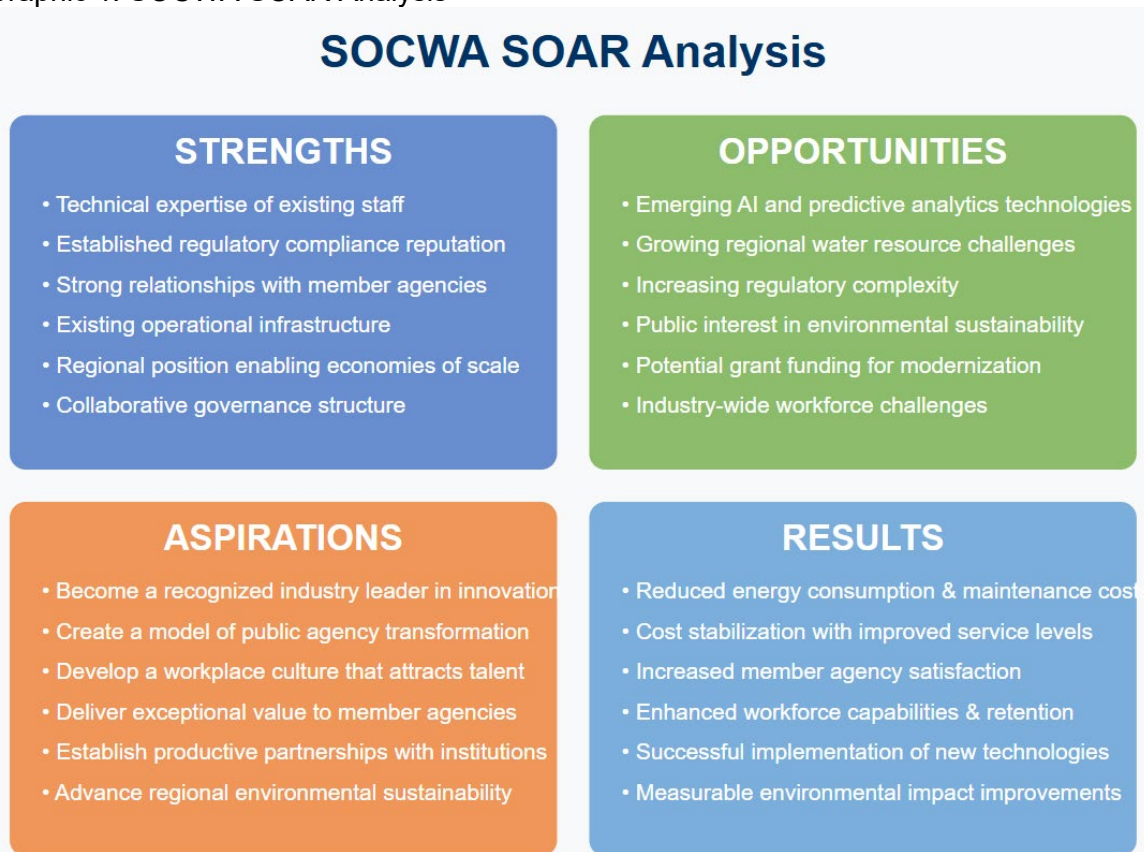 SOCWA SOAR Analysis
STRENGTHS
• Technical expertise of existing staff
• Established regulatory compliance reputation
• Strong relationships with member agencies
• Existing operational infrastructure
• Regional position enabling economies of scale
• Collaborative governance structure
OPPORTUNITIES
• Emerging AI and predictive analytics technologies
• Growing regional water resource challenges
• Increasing regulatory complexity
• Public interest in environmental sustainability
• Potential grant funding for modernization
• Industry-wide workforce challenges
ASPIRATIONS
• Become a recognized industry leader in innovation
• Create a model of public agency transformation
• Develop a workplace culture that attracts talent
• Deliver exceptional value to member agencies
• Establish productive partnerships with institutions
• Advance regional environmental sustainability
RESULTS
• Reduced energy consumption & maintenance cost
• Cost stabilization with improved service levels
• Increased member agency satisfaction
• Enhanced workforce capabilities & retention
• Successful implementation of new technologies
• Measurable environmental impact improvements